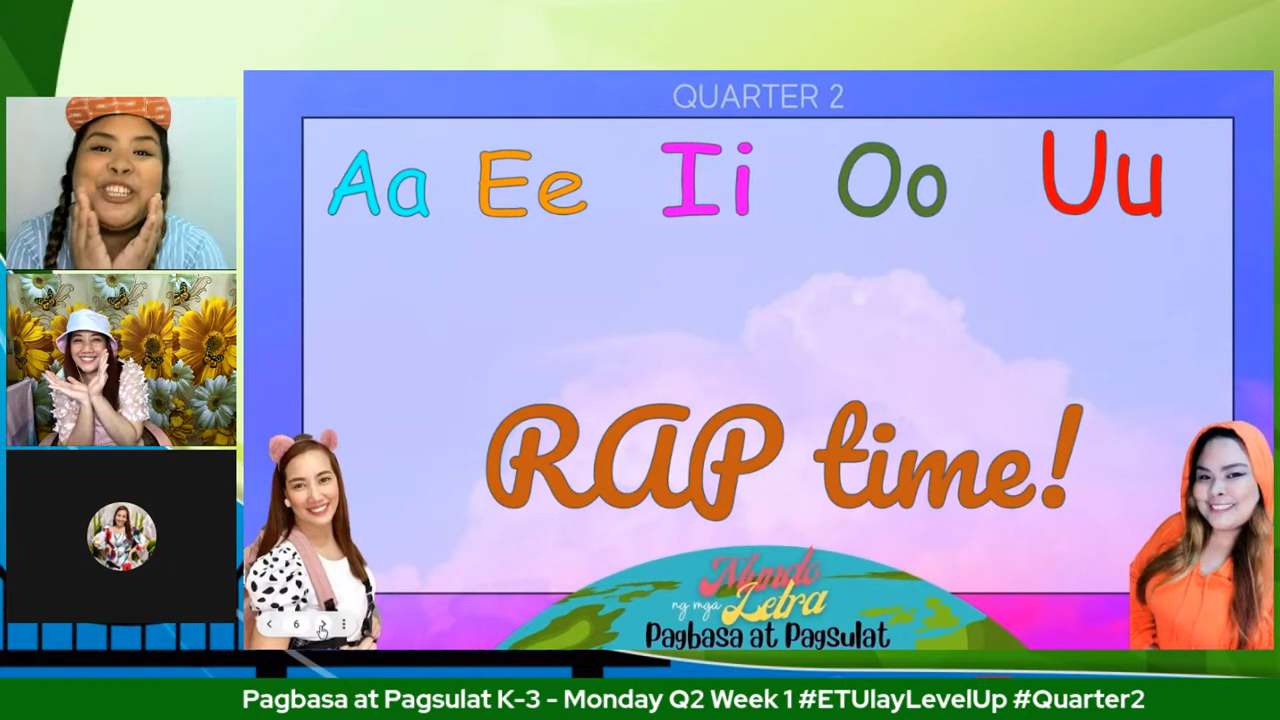 QUARTER 2
Aa Ee Ii Oo Uu
RAP time!
Mundo
ng mga Letra
Pagbasa at Pagsulat
6
Pagbasa at Pagsulat K-3 - Monday Q2 Week 1 #ETUlayLevelUp #Quarter2